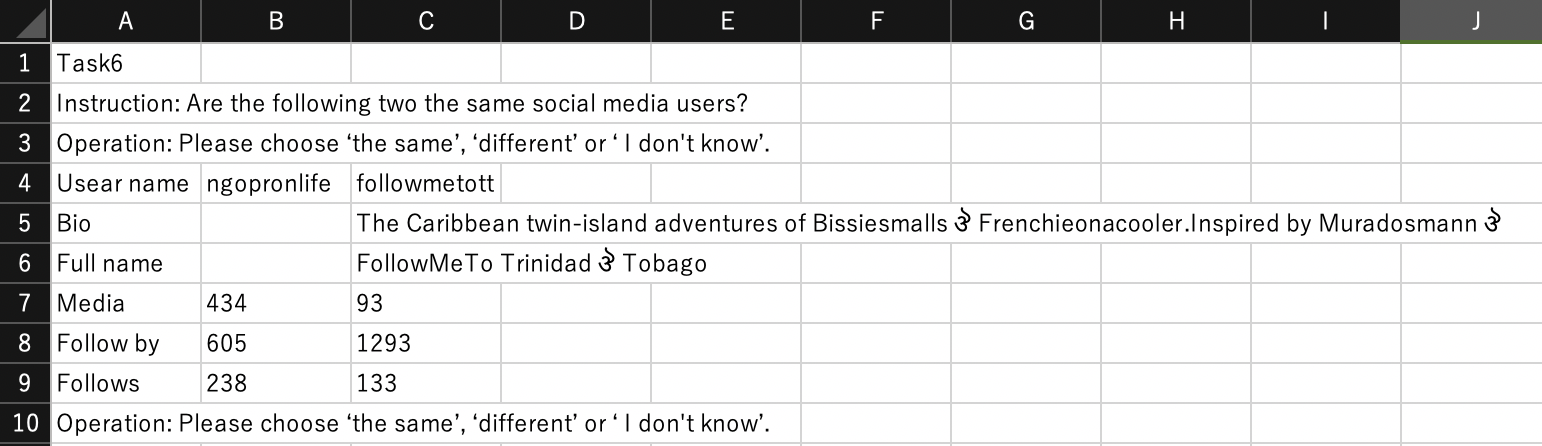 A B C D E F G H I J
1 Task6
2 Instruction: Are the following two the same social media users?
3 Operation: Please choose ‘the same’, ‘different’ or ‘ I don't know’.
4 Usear name ngopronlife followmetott
5 Bio The Caribbean twin-island adventures of Bissiesmalls ঔ Frenchieonacooler.Inspired by Muradosmann ঔ
6 Full name FollowMeTo Trinidad ঔ Tobago
7 Media 434 93
8 Follow by 605 1293
9 Follows 238 133
10 Operation: Please choose ‘the same’, ‘different’ or ‘ I don't know’.